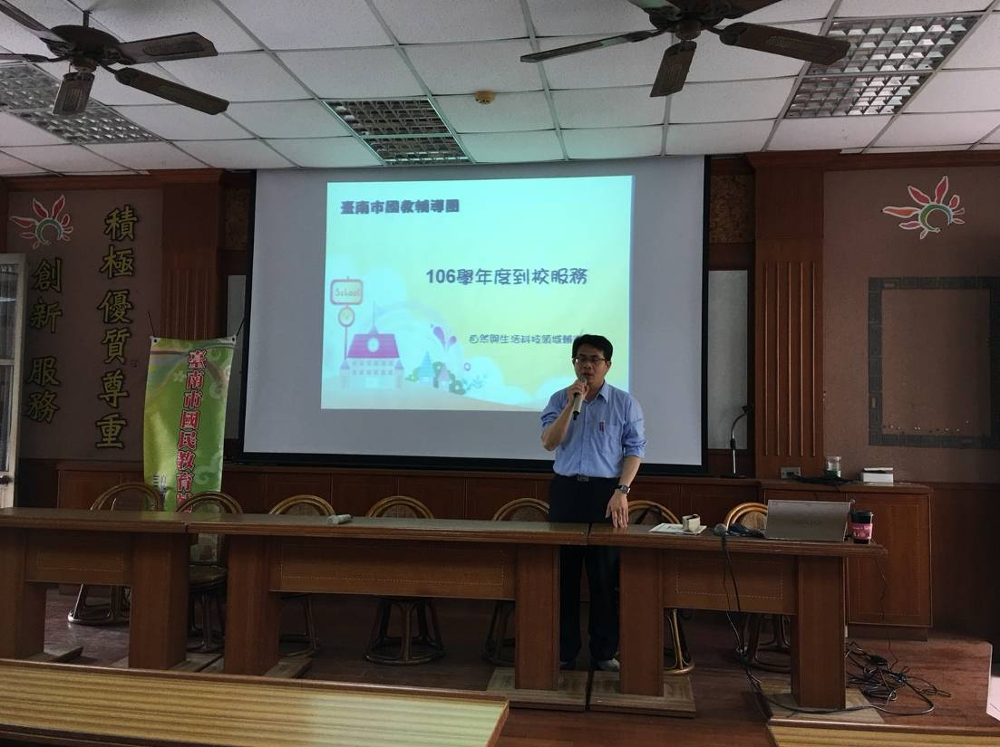 臺南市國教輔導團
106學年度到校服務
自然與生活科技領域輔
School
積極優質尊重
創新 服務
臺南市國民教育